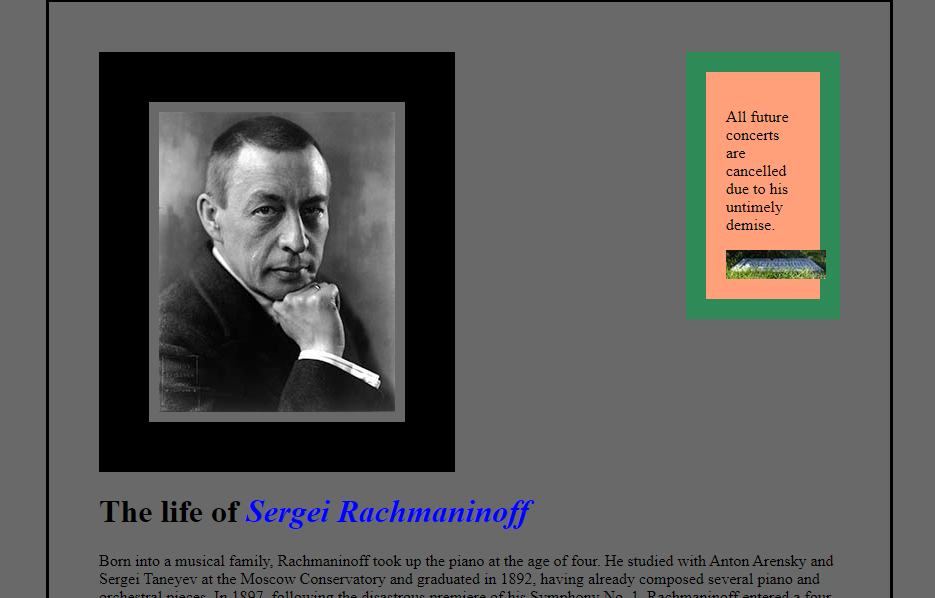 All future
concerts
are
cancelled
due to his
untimely
demise.
The life of Sergei Rachmaninoff
Born into a musical family, Rachmaninoff took up the piano at the age of four. He studied with Anton Arensky and
Sergei Taneyev at the Moscow Conservatory and graduated in 1892, having already composed several piano and
orchestral pieces. In 1897, following the disastrous premiere of his Symphony No. 1, Rachmaninoff entered a four-